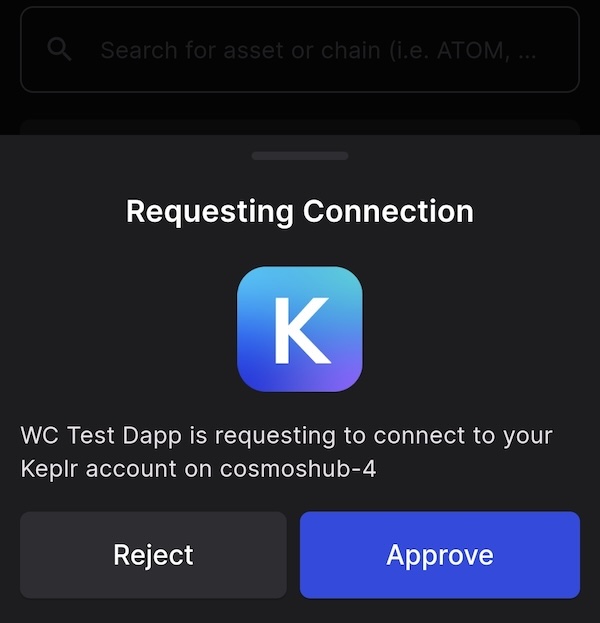 Search for asset or chain (i.e. ATOM, ...
Requesting Connection
K
WC Test Dapp is requesting to connect to your
Keplr account on cosmoshub-4
Reject
Approve